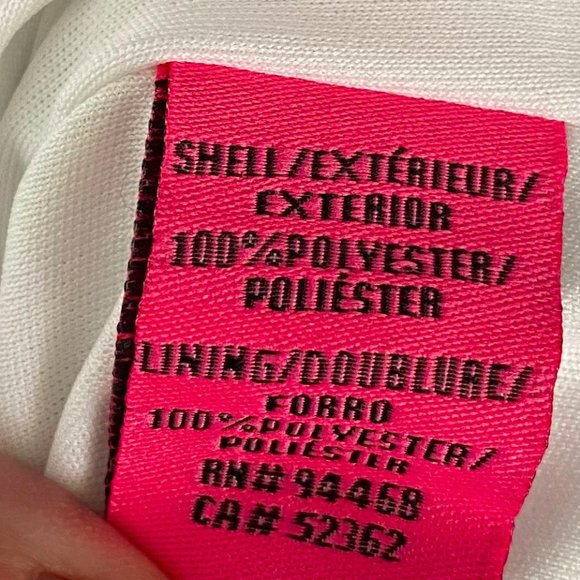 SHELL/EXTÉRIEUR/
EXTERIOR
100%POLYESTER/
POLIÉSTER
LINING/DOUBLURE/
FORRO
100%POLYESTER/
POLIÉSTER
RN# 94468
CA# 52362